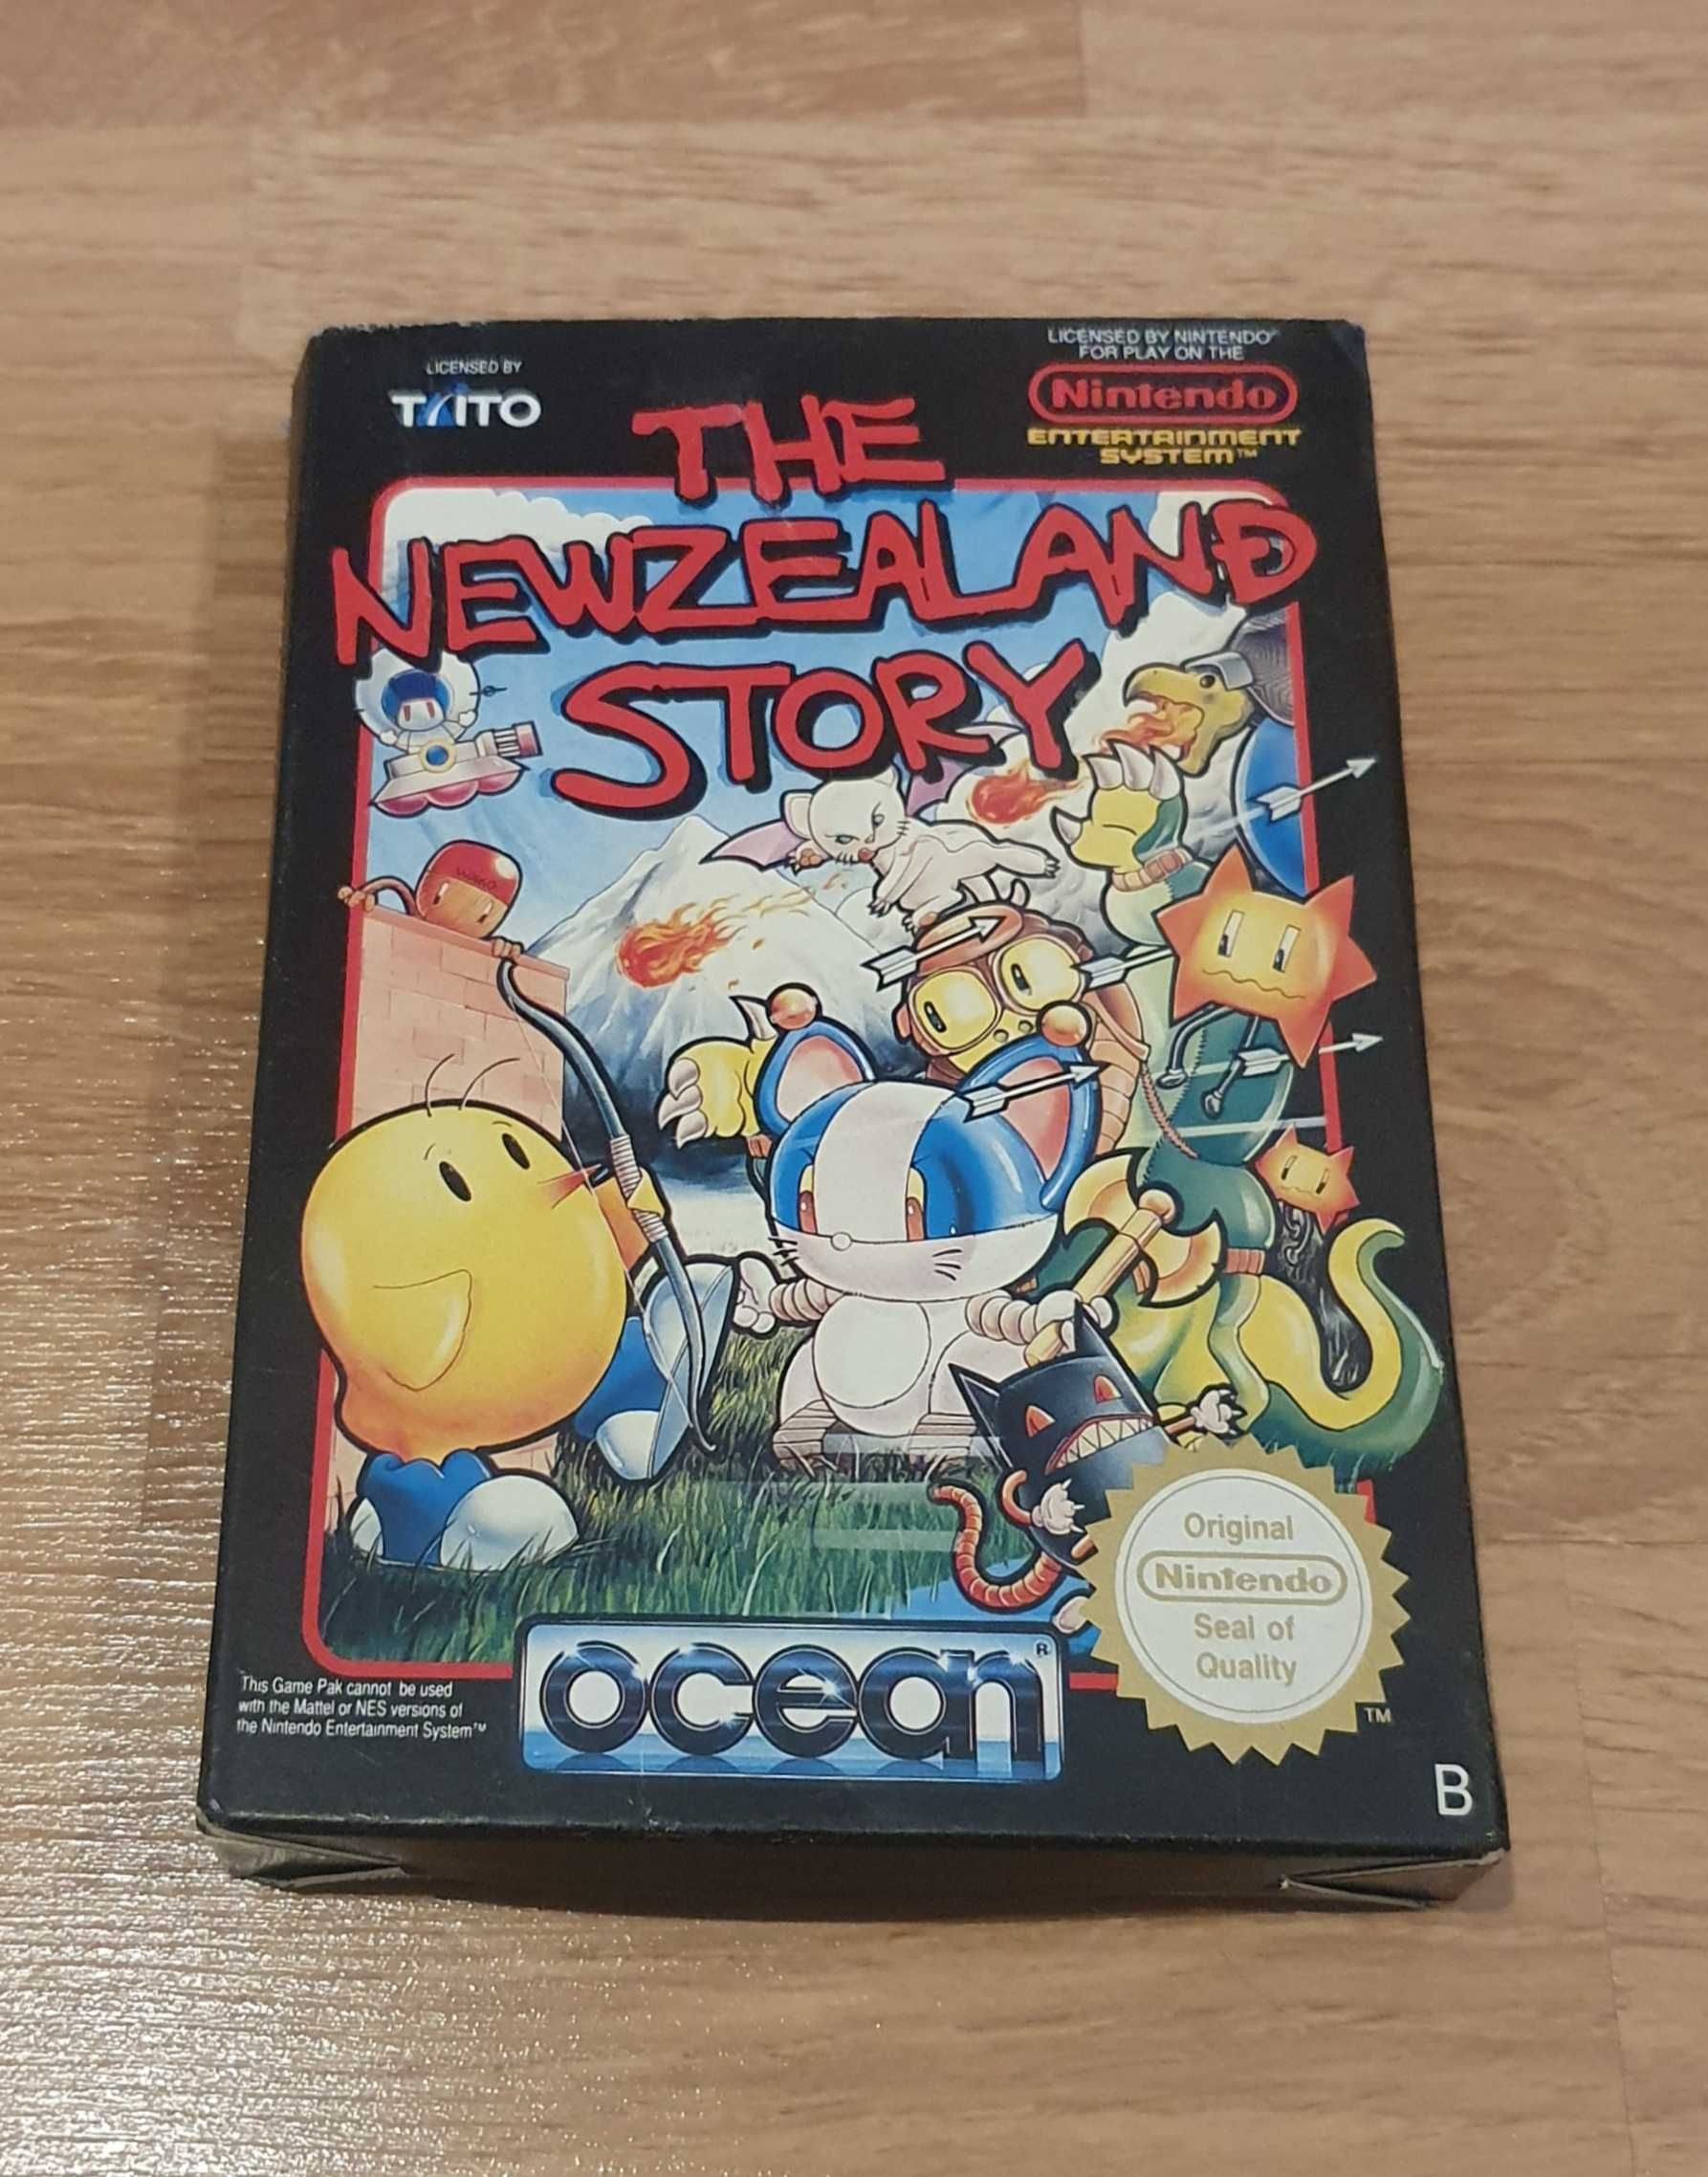 LICENSED BY
TAITO
LICENSED BY NINTENDO
FOR PLAY ON THE
Nintendo
ENTERTAINMENT
SYSTEM™
THE
NEWZEALAND
STORY
Original
Nintendo
Seal of
Quality
TM
ocean®
This Game Pak cannot be used
with the Mattel or NES versions of
the Nintendo Entertainment System™
B